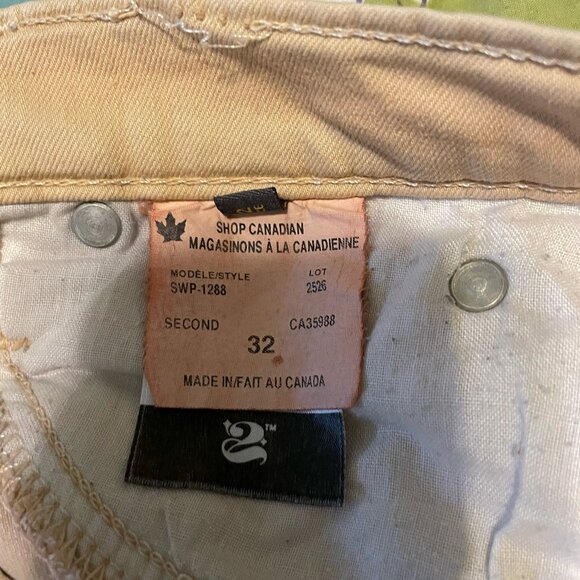 32
SHOP CANADIAN
MAGASINONS À LA CANADIENNE
MODÈLE/STYLE LOT
SWP-1288 2526
SECOND CA35988
32
MADE IN/FAIT AU CANADA
2™